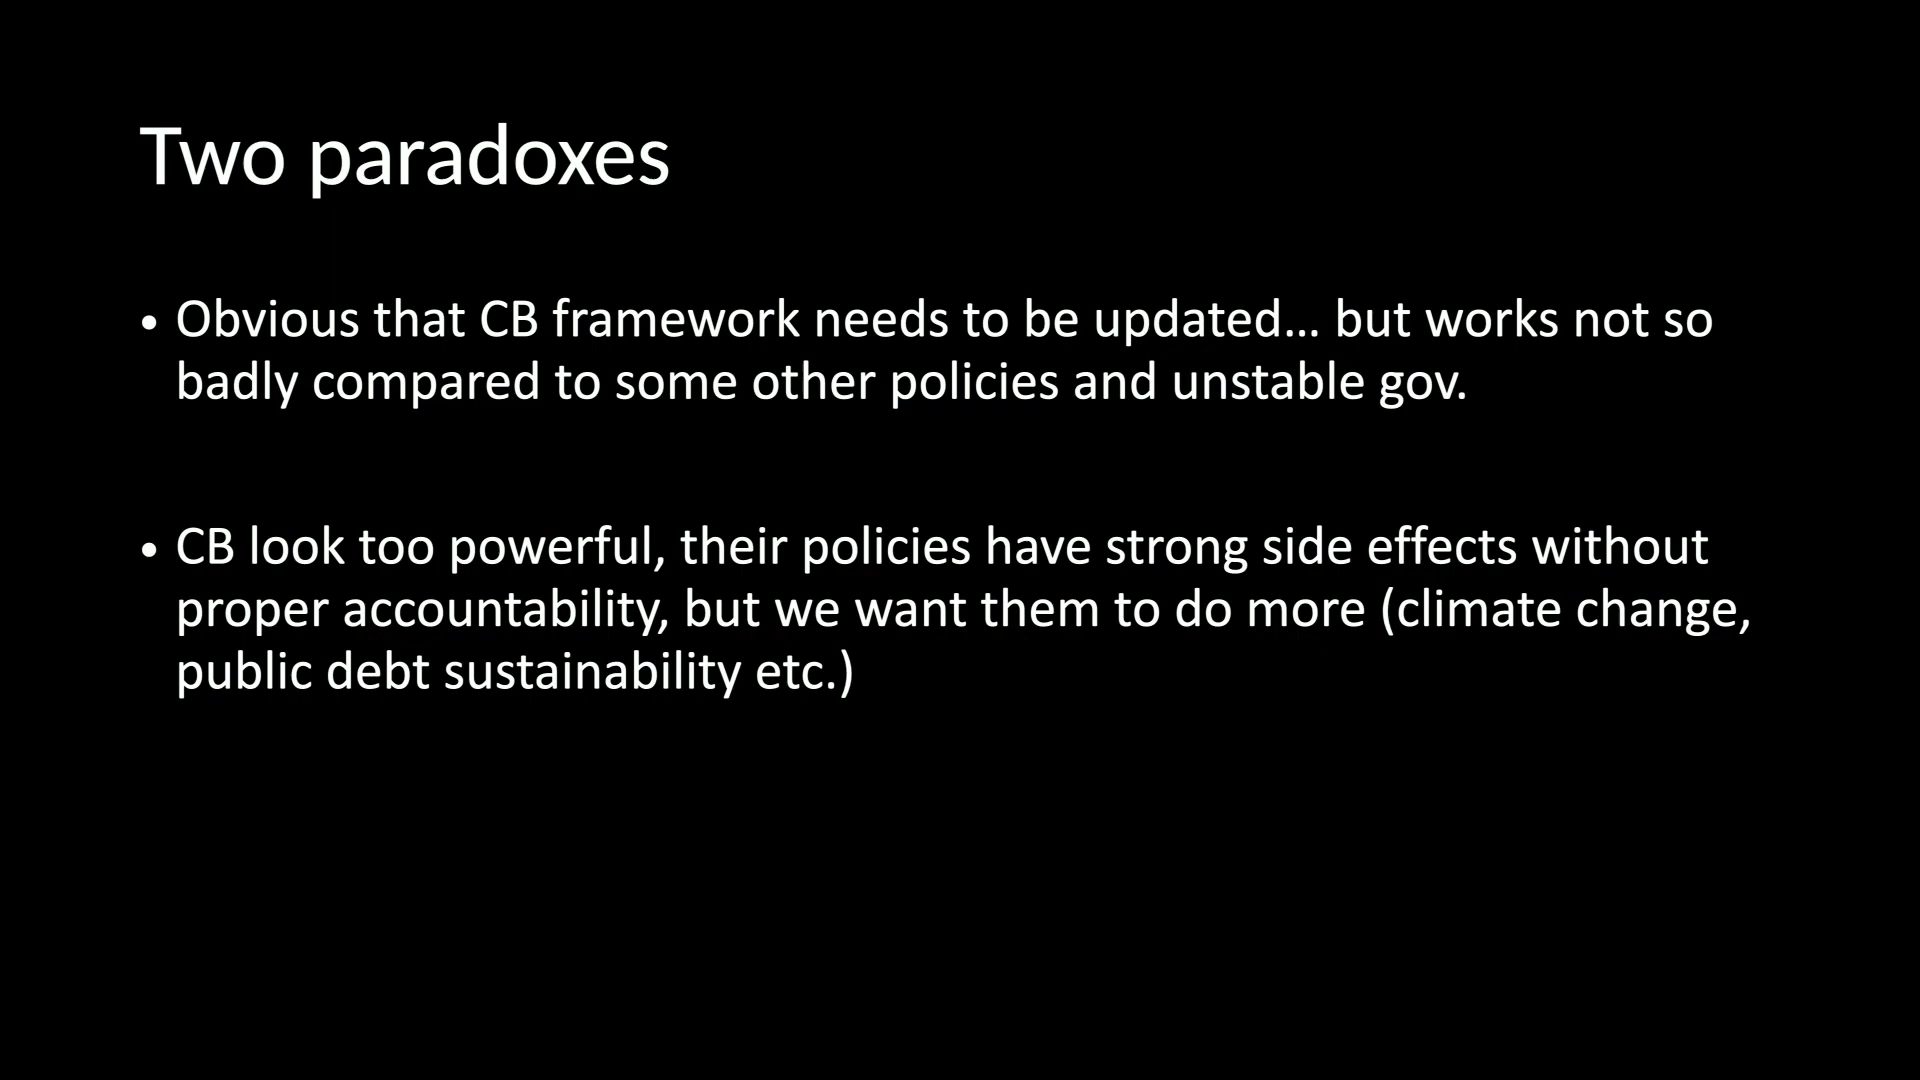 Two paradoxes
• Obvious that CB framework needs to be updated... but works not so
badly compared to some other policies and unstable gov.
• CB look too powerful, their policies have strong side effects without
proper accountability, but we want them to do more (climate change,
public debt sustainability etc.)